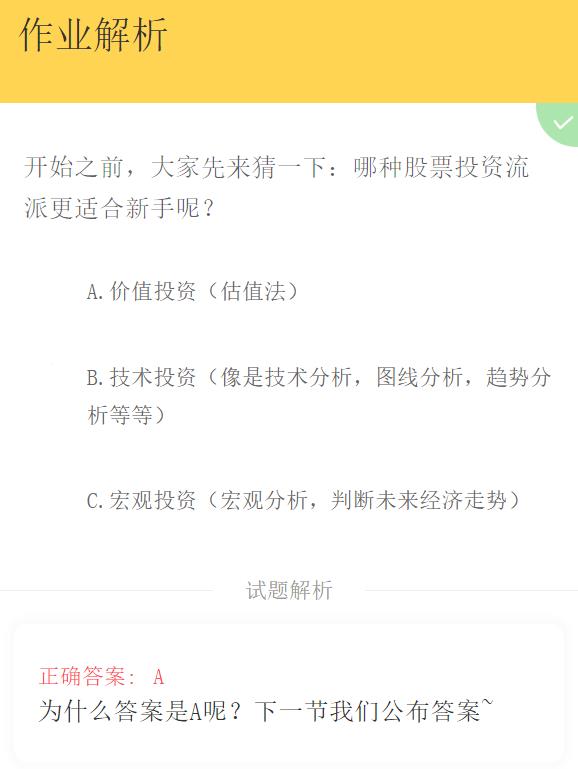 作业解析
开始之前，大家先来猜一下：哪种股票投资流
派更适合新手呢？
A.价值投资（估值法）
B.技术投资（像是技术分析，图线分析，趋势分
析等等）
C.宏观投资（宏观分析，判断未来经济走势）
试题解析
正确答案: A
为什么答案是A呢？下一节我们公布答案~